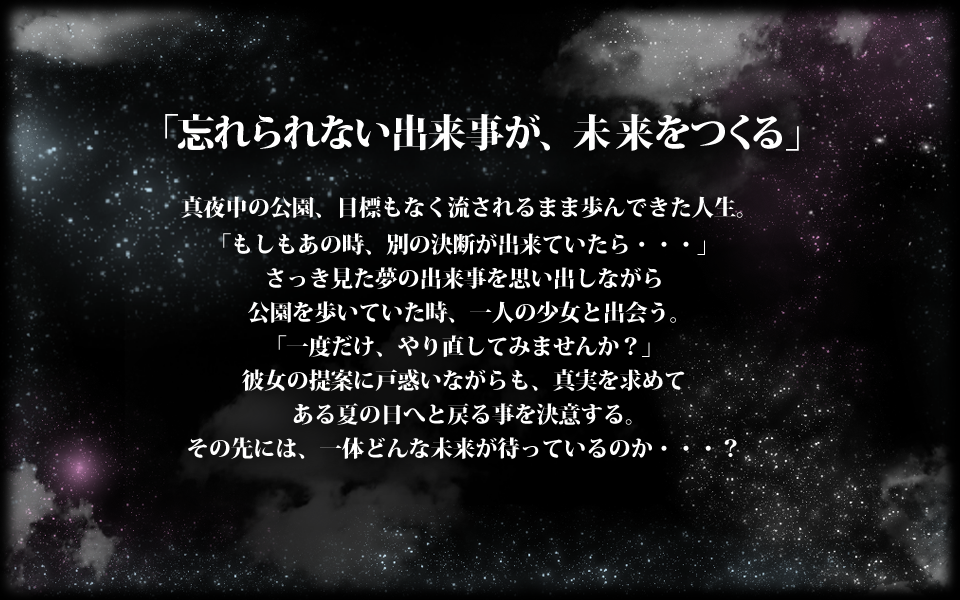 「忘れられない出来事が、未来をつくる」
真夜中の公園、目標もなく流されるまま歩んできた人生。
「もしもあの時、別の決断が出来ていたら・・・」
さっき見た夢の出来事を思い出しながら
公園を歩いていた時、一人の少女と出会う。
「一度だけ、やり直してみませんか？」
彼女の提案に戸惑いながらも、真実を求めて
ある夏の日へと戻る事を決意する。
その先には、一体どんな未来が待っているのか・・・？